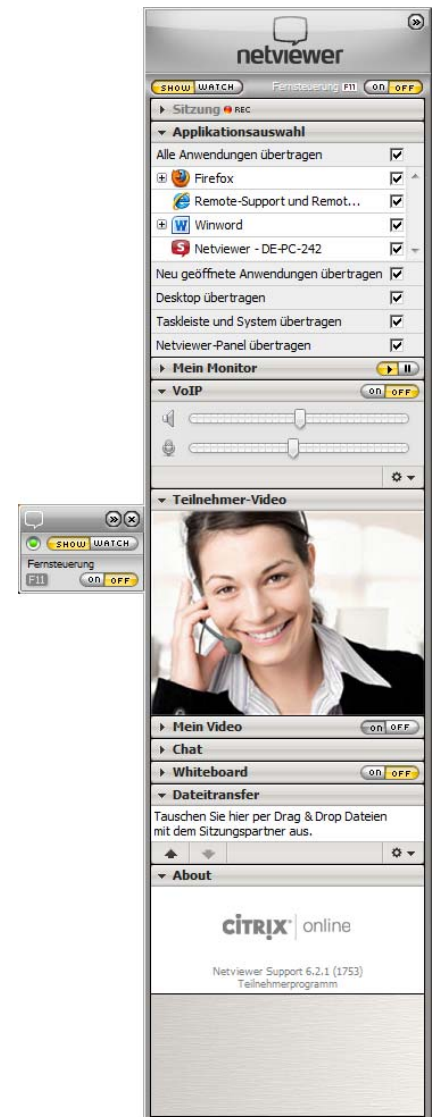 netviewer
SHOW WATCH Fernsteuerung F11 on OFF
Sitzung REC
Applikationsauswahl
Alle Anwendungen übertragen
Firefox
Remote-Support und Remot...
Winword
Netviewer - DE-PC-242
Neu geöffnete Anwendungen übertragen
Desktop übertragen
Taskleiste und System übertragen
Netviewer-Panel übertragen
Mein Monitor
VoIP on OFF
Teilnehmer-Video
SHOW WATCH
Fernsteuerung
F11 on OFF
Mein Video on OFF
Chat
Whiteboard on OFF
Dateitransfer
Tauschen Sie hier per Drag & Drop Dateien
mit dem Sitzungspartner aus.
About
CITRIX online
Netviewer Support 6.2.1 (1753)
Teilnehmerprogramm